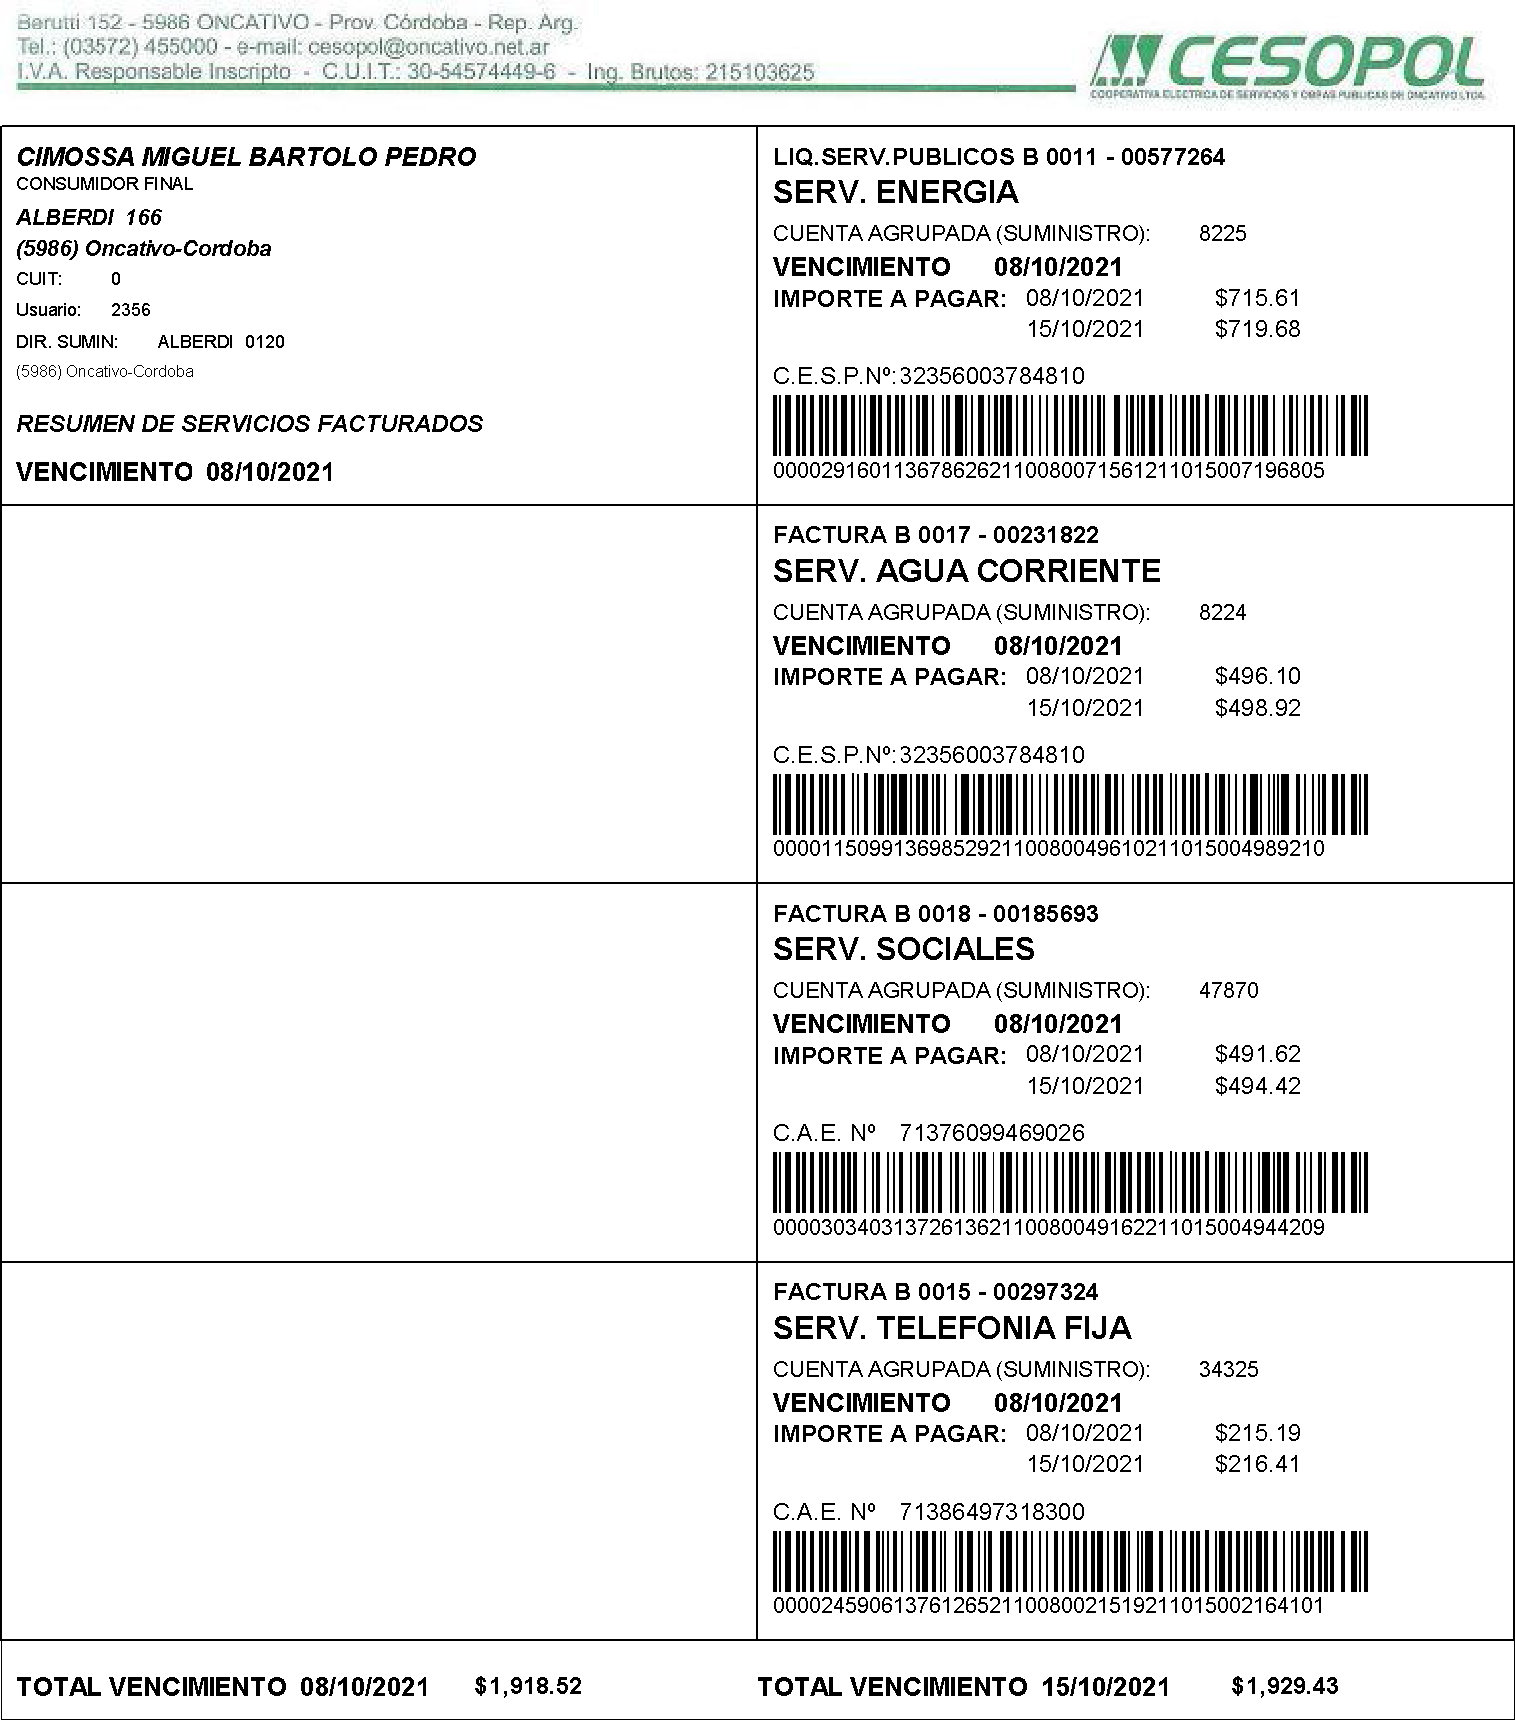 Berutti 152 - 5986 ONCATIVO - Prov. Córdoba - Rep. Arg.
Tel.: (03572) 455000 - e-mail: cesopol@oncativo.net.ar
I.V.A. Responsable Inscripto - C.U.I.T.: 30-54574449-6 - Ing. Brutos: 215103625
CESOPOL
COOPERATIVA ELECTRICA DE SERVICIOS Y OBRAS PUBLICAS DE ONCATIVO LTDA.
CIMOSSA MIGUEL BARTOLO PEDRO
CONSUMIDOR FINAL
ALBERDI 166
(5986) Oncativo-Cordoba
CUIT: 0
Usuario: 2356
DIR. SUMIN: ALBERDI 0120
(5986) Oncativo-Cordoba
RESUMEN DE SERVICIOS FACTURADOS
VENCIMIENTO 08/10/2021
LIQ.SERV.PUBLICOS B 0011 - 00577264
SERV. ENERGIA
CUENTA AGRUPADA (SUMINISTRO): 8225
VENCIMIENTO 08/10/2021
IMPORTE A PAGAR: 08/10/2021 $715.61
15/10/2021 $719.68
C.E.S.P.Nº: 32356003784810
0000291601136786262110080071561211015007196805
FACTURA B 0017 - 00231822
SERV. AGUA CORRIENTE
CUENTA AGRUPADA (SUMINISTRO): 8224
VENCIMIENTO 08/10/2021
IMPORTE A PAGAR: 08/10/2021 $496.10
15/10/2021 $498.92
C.E.S.P.Nº: 32356003784810
0000115099136985292110080049610211015004989210
FACTURA B 0018 - 00185693
SERV. SOCIALES
CUENTA AGRUPADA (SUMINISTRO): 47870
VENCIMIENTO 08/10/2021
IMPORTE A PAGAR: 08/10/2021 $491.62
15/10/2021 $494.42
C.A.E. Nº 71376099469026
0000303403137261362110080049162211015004944209
FACTURA B 0015 - 00297324
SERV. TELEFONIA FIJA
CUENTA AGRUPADA (SUMINISTRO): 34325
VENCIMIENTO 08/10/2021
IMPORTE A PAGAR: 08/10/2021 $215.19
15/10/2021 $216.41
C.A.E. Nº 71386497318300
0000245906137612652110080021519211015002164101
TOTAL VENCIMIENTO 08/10/2021 $1,918.52
TOTAL VENCIMIENTO 15/10/2021 $1,929.43